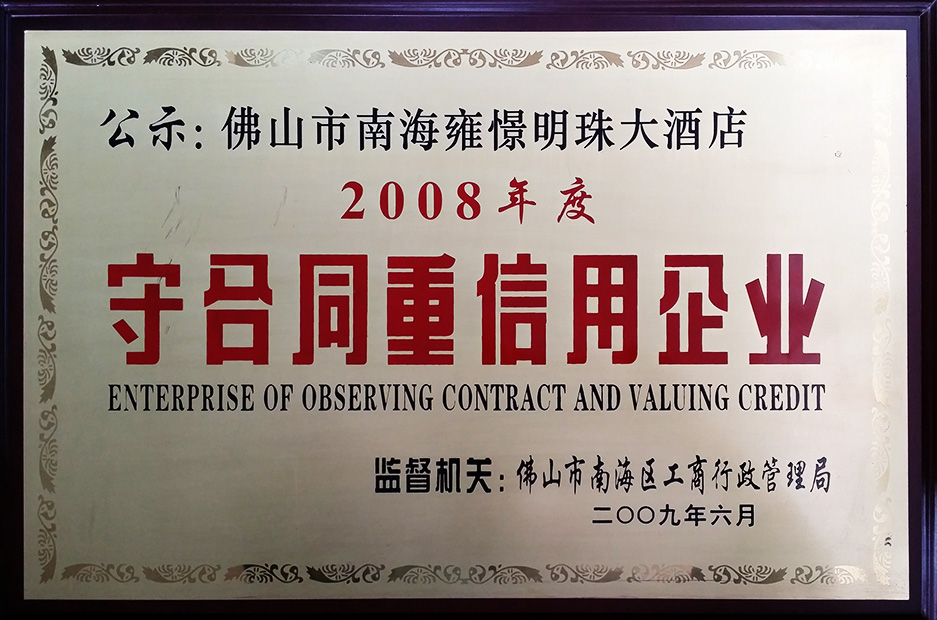 公示：佛山市南海雍憬明珠大酒店
2008年度
守合同重信用企业
ENTERPRISE OF OBSERVING CONTRACT AND VALUING CREDIT
监督机关：佛山市南海区工商行政管理局
二〇〇九年六月